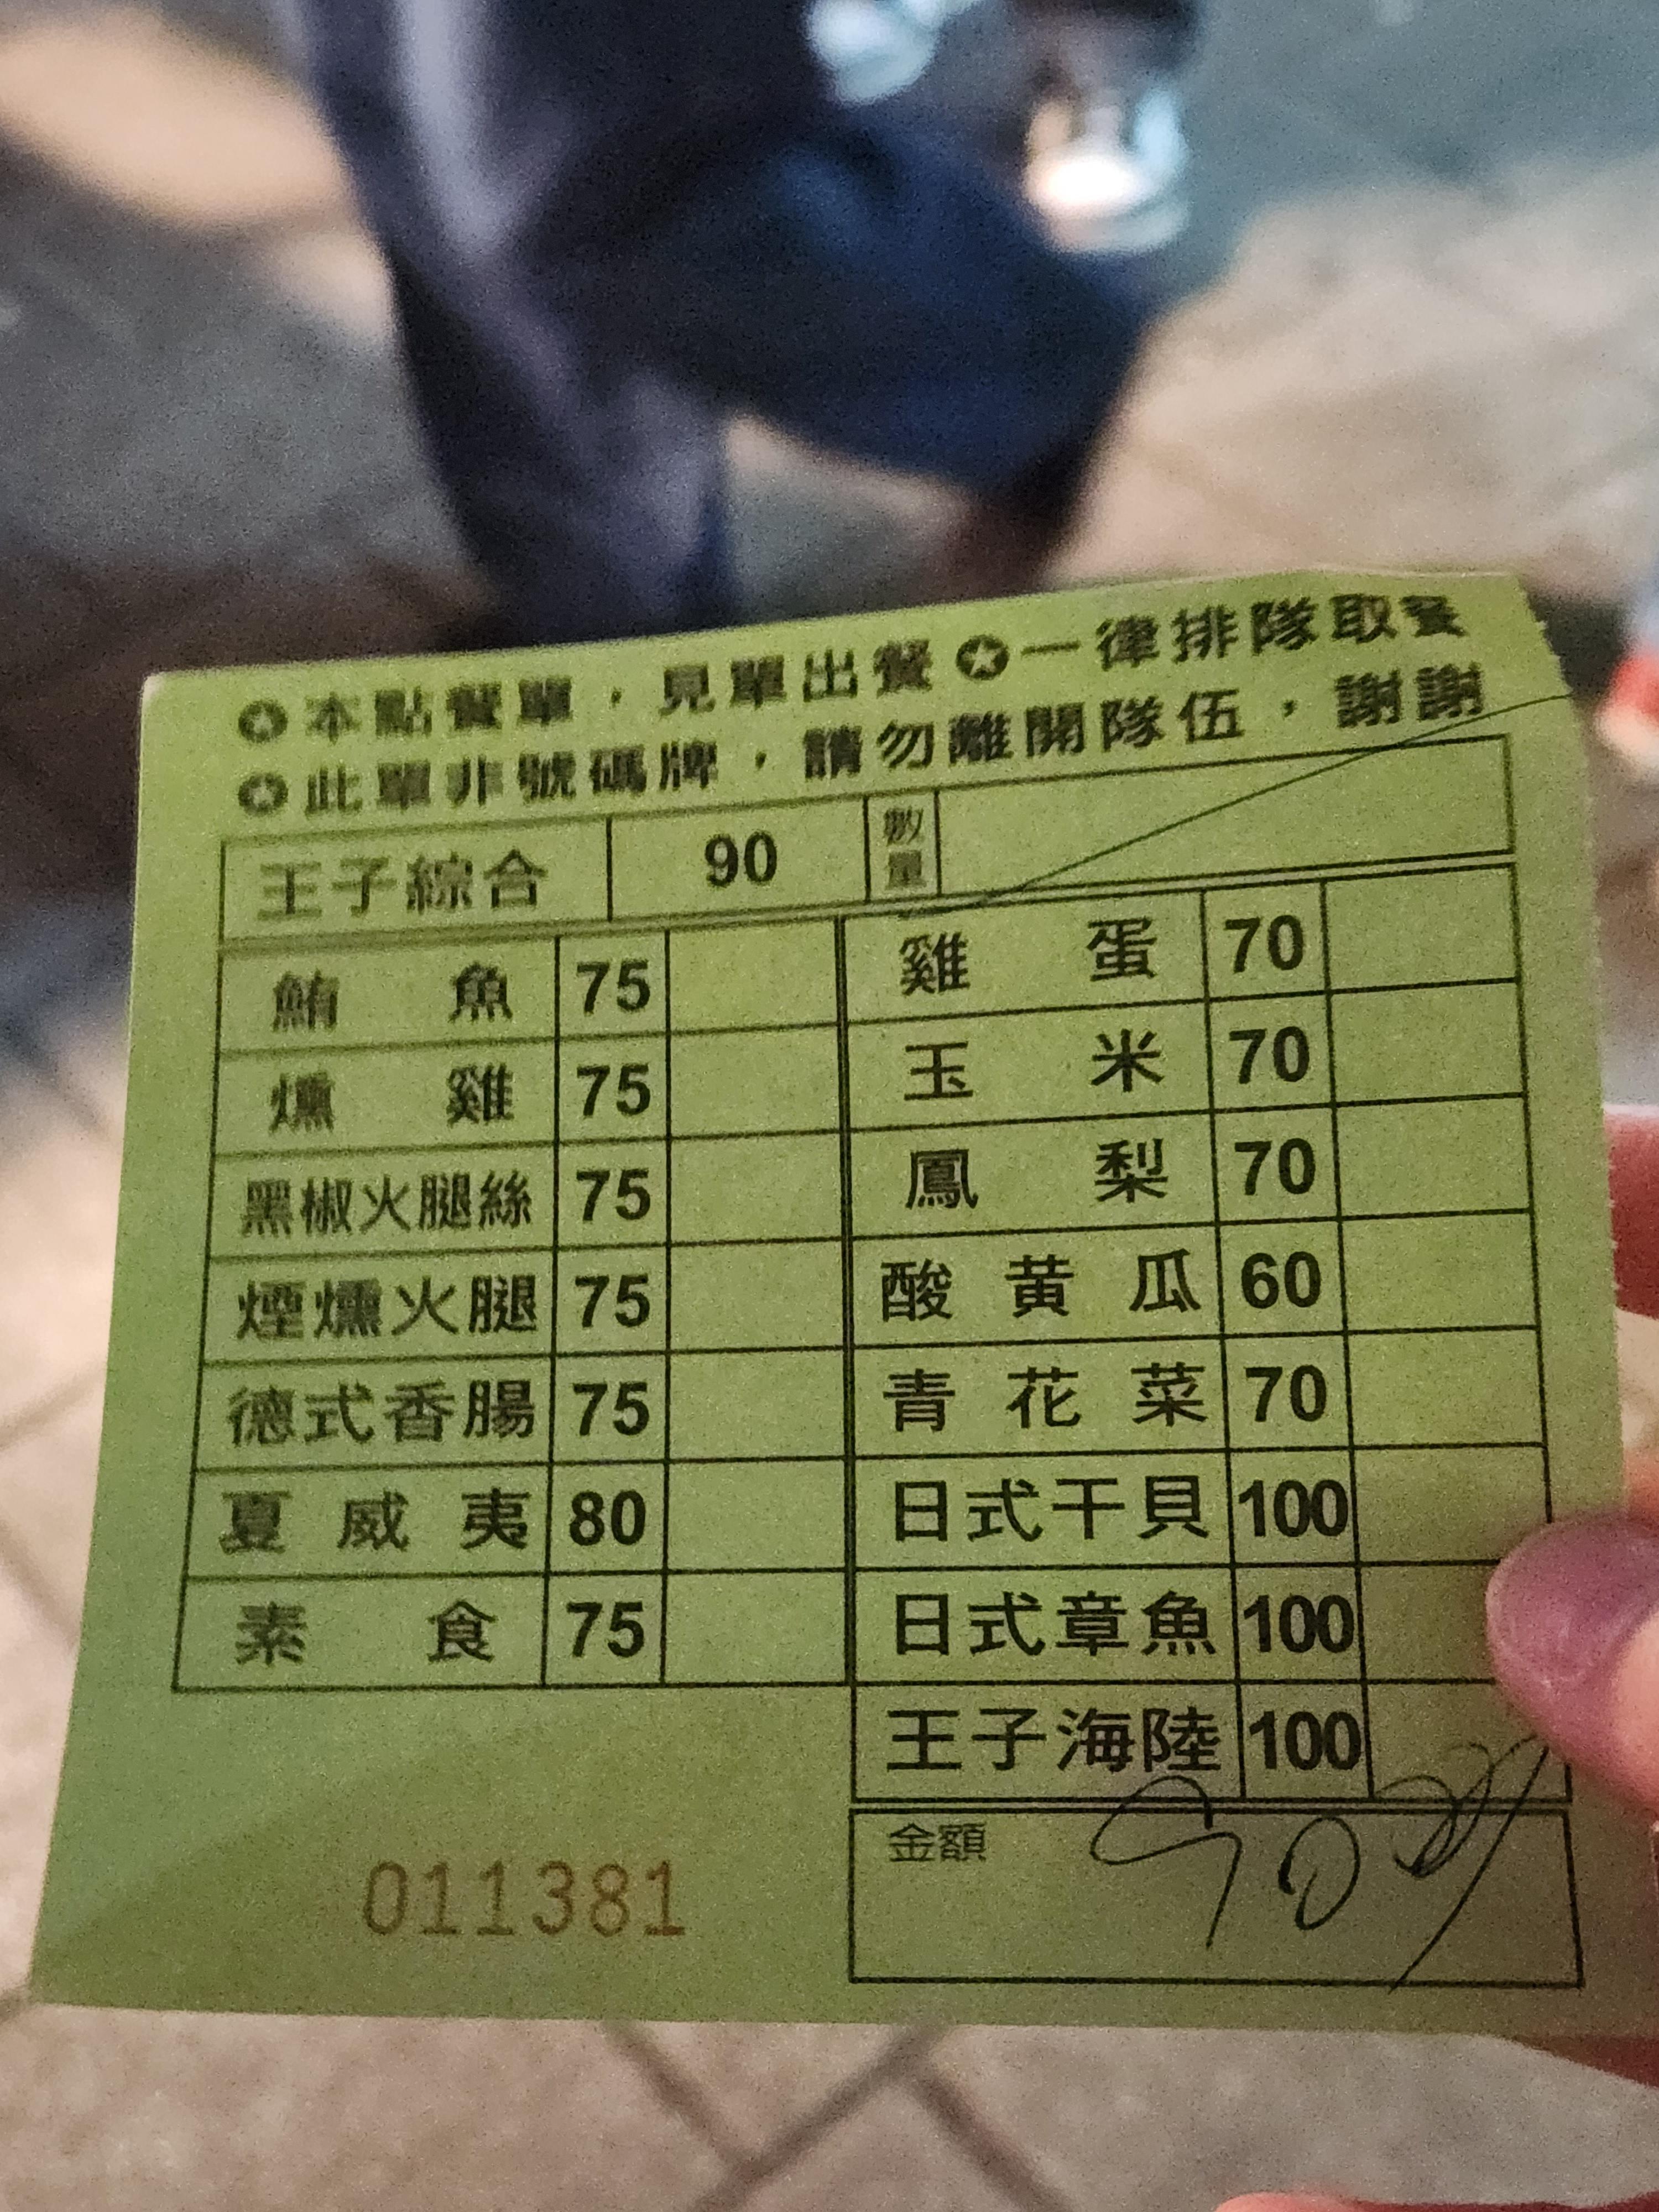 ✪本點餐單，見單出餐✪一律排隊取餐
✪此單非號碼牌，請勿離開隊伍，謝謝
王子綜合 90 數量
鮪魚 75 雞蛋 70
燻雞 75 玉米 70
黑椒火腿絲 75 鳳梨 70
煙燻火腿 75 酸黃瓜 60
德式香腸 75 青花菜 70
夏威夷 80 日式干貝 100
素食 75 日式章魚 100
王子海陸 100
金額 90
011381